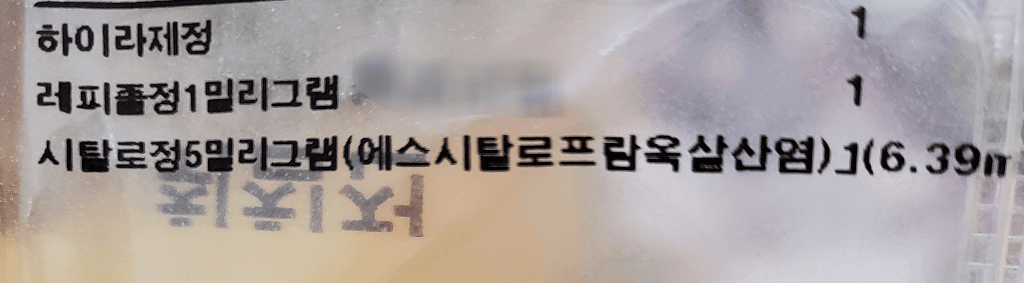 하이라제정 1
레피졸정1밀리그램 1
시탈로정5밀리그램(에스시탈로프람옥살산염) 1(6.39m